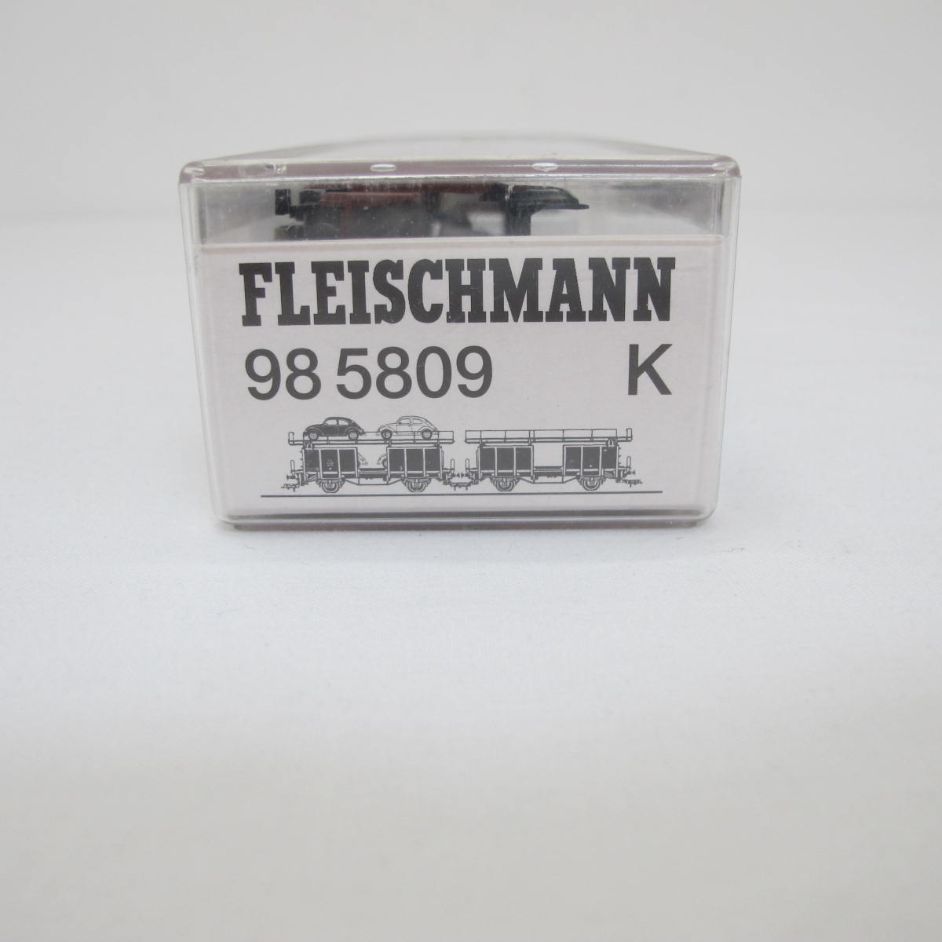 FLEISCHMANN
98 5809 K